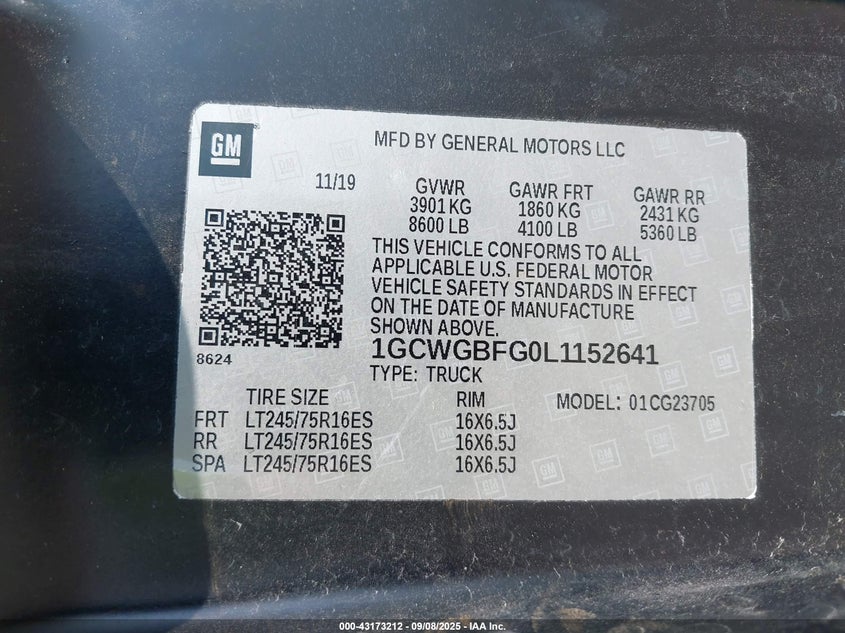 GM
MFD BY GENERAL MOTORS LLC
11/19
GVWR GAWR FRT GAWR RR
3901 KG 1860 KG 2431 KG
8600 LB 4100 LB 5360 LB
THIS VEHICLE CONFORMS TO ALL
APPLICABLE U.S. FEDERAL MOTOR
VEHICLE SAFETY STANDARDS IN EFFECT
ON THE DATE OF MANUFACTURE
SHOWN ABOVE.
8624
1GCWGBFG0L1152641
TYPE: TRUCK
TIRE SIZE RIM MODEL: 01CG23705
FRT LT245/75R16ES 16X6.5J
RR LT245/75R16ES 16X6.5J
SPA LT245/75R16ES 16X6.5J
000-43173212 - 09/08/2025 - IAA Inc.